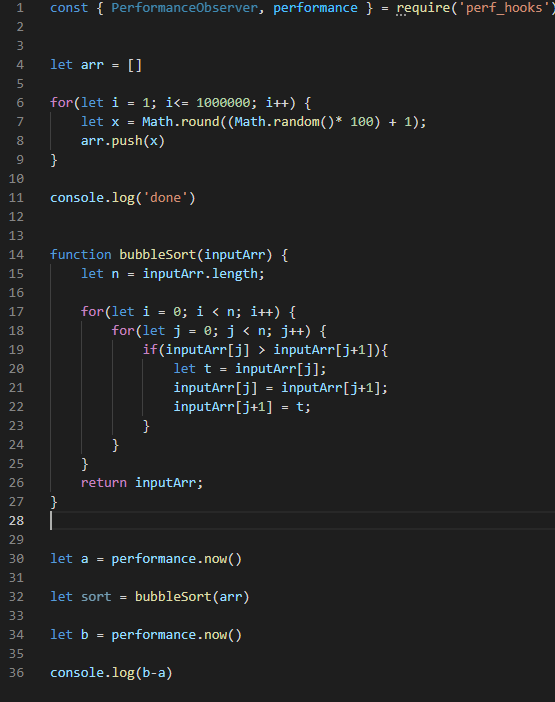 1 const { PerformanceObserver, performance } = require('perf_hooks')
2
3
4 let arr = []
5
6 for(let i = 1; i<= 1000000; i++) {
7     let x = Math.round((Math.random()* 100) + 1);
8     arr.push(x)
9 }
10
11 console.log('done')
12
13
14 function bubbleSort(inputArr) {
15     let n = inputArr.length;
16
17     for(let i = 0; i < n; i++) {
18         for(let j = 0; j < n; j++) {
19             if(inputArr[j] > inputArr[j+1]){
20                 let t = inputArr[j];
21                 inputArr[j] = inputArr[j+1];
22                 inputArr[j+1] = t;
23             }
24         }
25     }
26     return inputArr;
27 }
28
29
30 let a = performance.now()
31
32 let sort = bubbleSort(arr)
33
34 let b = performance.now()
35
36 console.log(b-a)